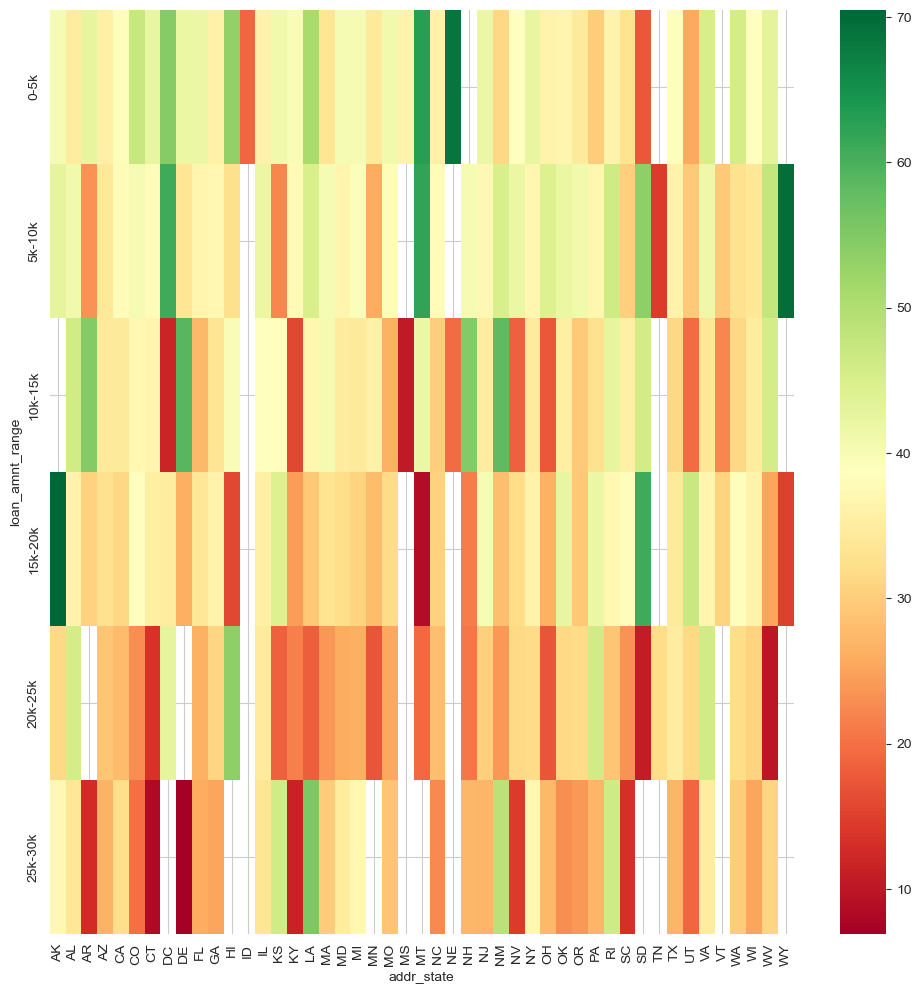 loan_amnt_range
0-5k
5k-10k
10k-15k
15k-20k
20k-25k
25k-30k
AK AL AR AZ CA CO CT DC DE FL GA HI ID IL KS KY LA MA MD MI MN MO MS MT NC NE NH NJ NM NV NY OH OK OR PA RI SC SD TN TX UT VA VT WA WI WV WY
addr_state
70
60
50
40
30
20
10